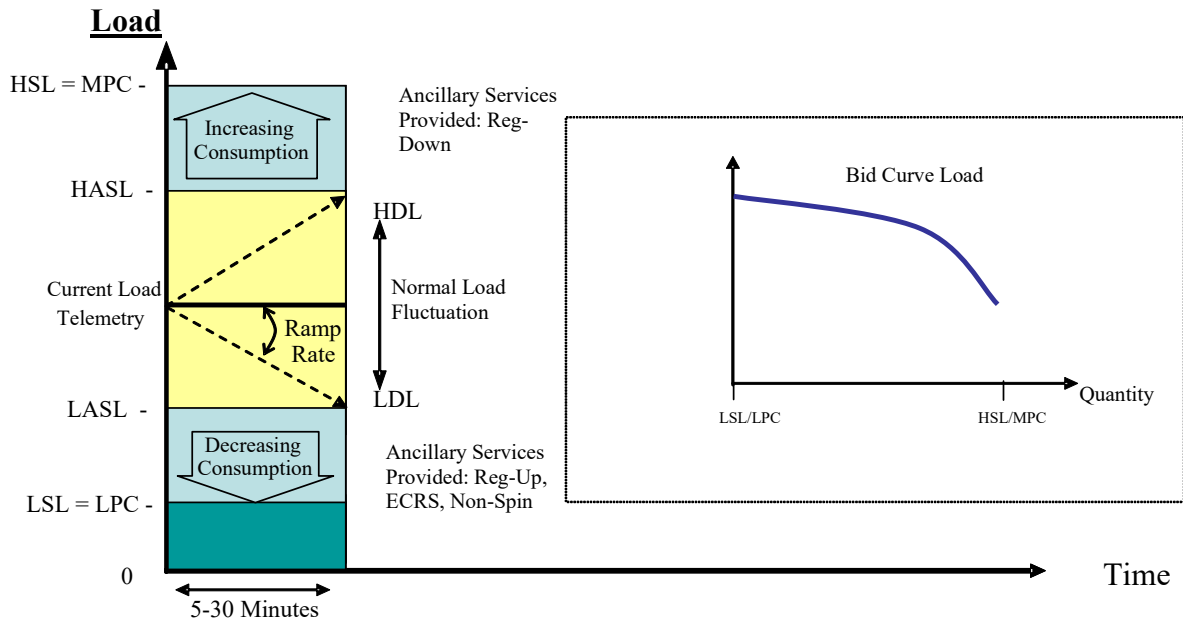 Load
HSL = MPC -
Increasing
Consumption
Ancillary Services
Provided: Reg-
Down
HASL -
HDL
Current Load
Telemetry
Normal Load
Fluctuation
Ramp
Rate
LDL
LASL -
Decreasing
Consumption
Ancillary Services
Provided: Reg-Up,
ECRS, Non-Spin
LSL = LPC -
0
5-30 Minutes
Time
Bid Curve Load
Quantity
LSL/LPC
HSL/MPC